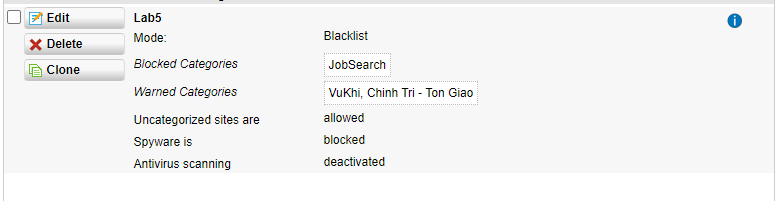 Edit
Lab5
Delete
Mode:
Blacklist
Clone
Blocked Categories
JobSearch
Warned Categories
VuKhi, Chinh Tri - Ton Giao
Uncategorized sites are
allowed
Spyware is
blocked
Antivirus scanning
deactivated